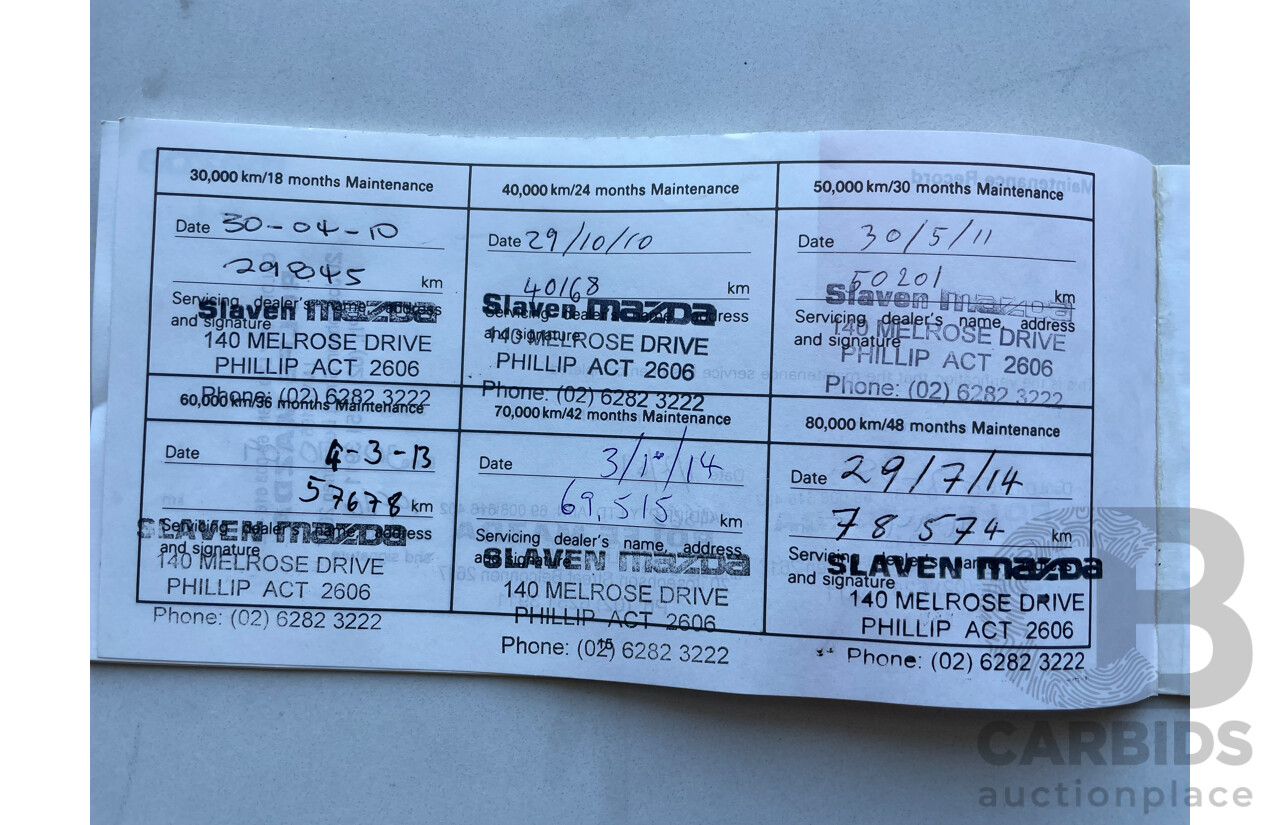 30,000 km/18 months Maintenance
Date 30-04-10
29845 km
Servicing dealer's name, address
and signature
Slaven mazda
140 MELROSE DRIVE
PHILLIP ACT 2606
Phone: (02) 6282 3222
40,000 km/24 months Maintenance
Date 29/10/10
40168 km
Servicing dealer's name, address
and signature
Slaven mazda
140 MELROSE DRIVE
PHILLIP ACT 2606
Phone: (02) 6282 3222
50,000 km/30 months Maintenance
Date 30/5/11
50201 km
Servicing dealer's name, address
and signature
Slaven mazda
140 MELROSE DRIVE
PHILLIP ACT 2606
Phone: (02) 6282 3222
60,000 km/36 months Maintenance
Date 4-3-13
57678 km
Servicing dealer's name, address
and signature
SLAVEN mazda
140 MELROSE DRIVE
PHILLIP ACT 2606
Phone: (02) 6282 3222
70,000 km/42 months Maintenance
Date 3/1/14
69,515 km
Servicing dealer's name, address
and signature
SLAVEN mazda
140 MELROSE DRIVE
PHILLIP ACT 2606
Phone: (02) 6282 3222
15
80,000 km/48 months Maintenance
Date 29/7/14
78 574 km
Servicing dealer's name, address
and signature
SLAVEN mazda
140 MELROSE DRIVE
PHILLIP ACT 2606
Phone: (02) 6282 3222
CARBIDS
auctionplace